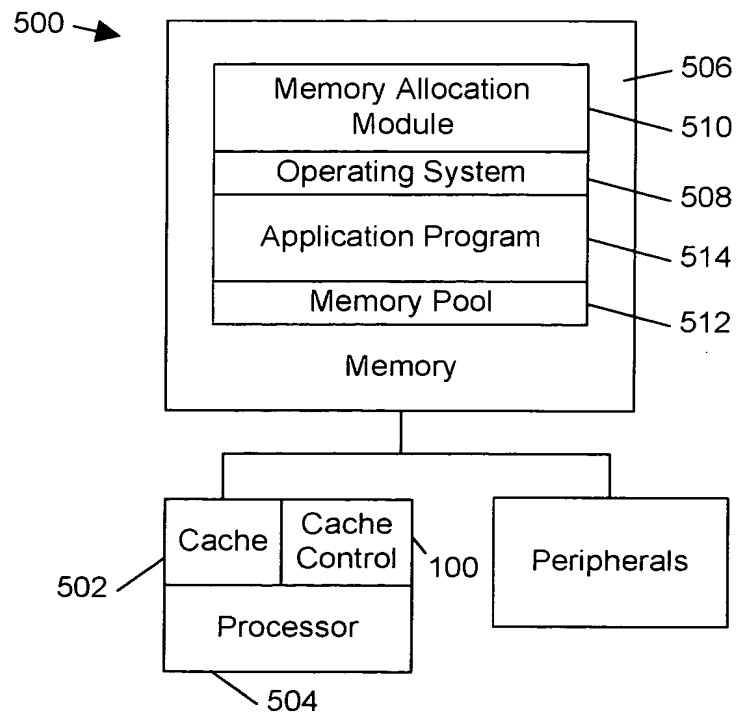 500
506
Memory Allocation
Module
510
Operating System
508
Application Program
514
Memory Pool
512
Memory
Cache
Cache
Control
100
502
Peripherals
Processor
504